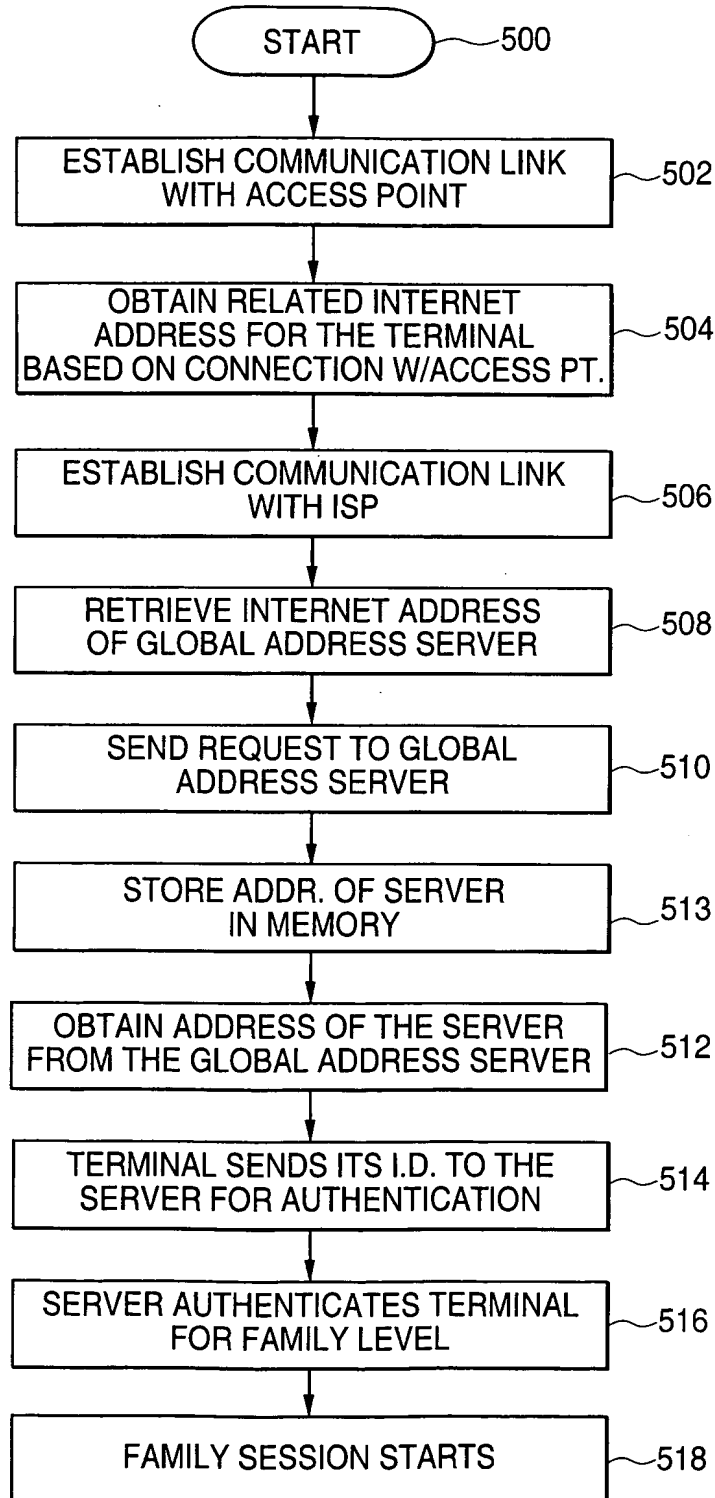 START
500
ESTABLISH COMMUNICATION LINK
WITH ACCESS POINT
502
OBTAIN RELATED INTERNET
ADDRESS FOR THE TERMINAL
BASED ON CONNECTION W/ACCESS PT.
504
ESTABLISH COMMUNICATION LINK
WITH ISP
506
RETRIEVE INTERNET ADDRESS
OF GLOBAL ADDRESS SERVER
508
SEND REQUEST TO GLOBAL
ADDRESS SERVER
510
STORE ADDR. OF SERVER
IN MEMORY
513
OBTAIN ADDRESS OF THE SERVER
FROM THE GLOBAL ADDRESS SERVER
512
TERMINAL SENDS ITS I.D. TO THE
SERVER FOR AUTHENTICATION
514
SERVER AUTHENTICATES TERMINAL
FOR FAMILY LEVEL
516
FAMILY SESSION STARTS
518